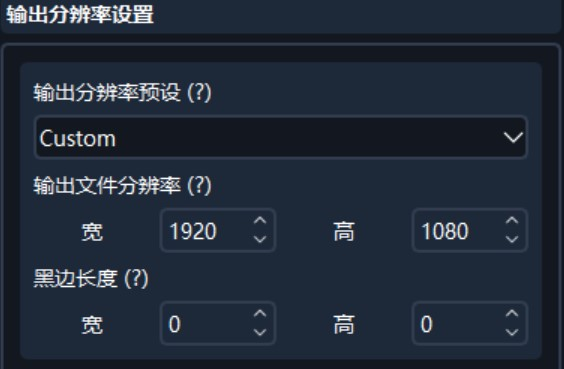 输出分辨率设置
输出分辨率预设 (?)
Custom
输出文件分辨率 (?)
宽 1920 高 1080
黑边长度 (?)
宽 0 高 0